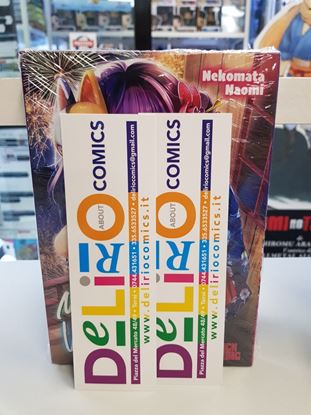 Nekomata
Naomi
DeLiRiO
ABOUT
COMICS
www.deliriocomics.it
Piazza del Mercato 48/49 • Terni • 0744.431651 • 335.6533527 • deliriocomics@gmail.com
DeLiRiO
ABOUT
COMICS
www.deliriocomics.it
Piazza del Mercato 48/49 • Terni • 0744.431651 • 335.6533527 • deliriocomics@gmail.com